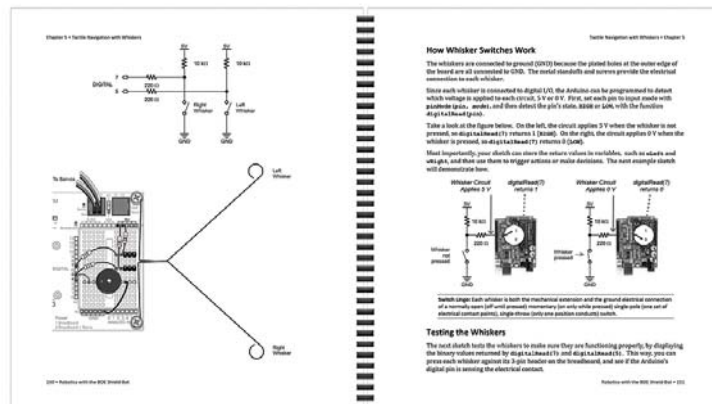 Chapter 5 • Tactile Navigation with Whiskers
5V
5V
10 kΩ
10 kΩ
DIGITAL
7
220 Ω
5
220 Ω
Right
Whisker
Left
Whisker
GND
GND
To Servos
Left
Whisker
Right
Whisker
Robotics with the BOE Shield Bot
Tactile Navigation with Whiskers • Chapter 5
How Whisker Switches Work
The whiskers are connected to ground (GND) because the plated holes at the outer edge of
the board are all connected to GND. The metal standoffs and screws provide the electrical
connection to each whisker.
Since each whisker is connected to digital I/O, the Arduino can be programmed to detect
which voltage is applied to each circuit, 5 V or 0 V. First, set each pin to input mode with
pinMode(pin, mode), and then detect the pin's state, HIGH or LOW, with the function
digitalRead(pin).
Take a look at the figure below. On the left, the circuit applies 5 V when the whisker is not
pressed, so digitalRead(7) returns 1 (HIGH). On the right, the circuit applies 0 V when the
whisker is pressed, so digitalRead(7) returns 0 (LOW).
Most importantly, your sketch can store the return values in variables, such as wLeft and
wRight, and then use them to trigger actions or make decisions. The next example sketch
will demonstrate how.
Whisker Circuit
Applies 5 V
digitalRead(7)
returns 1
Whisker Circuit
Applies 0 V
digitalRead(7)
returns 0
5V
10 kΩ
220 Ω
Whisker
not
pressed
GND
5V
10 kΩ
220 Ω
Whisker
pressed
GND
Switch Lingo: Each whisker is both the mechanical extension and the ground electrical connection
of a normally-open (off until pressed) momentary (on only while pressed) single-pole (one set of
electrical contact points), single-throw (only one position conducts) switch.
Testing the Whiskers
The next sketch tests the whiskers to make sure they are functioning properly, by displaying
the binary values returned by digitalRead(7) and digitalRead(5). This way, you can
press each whisker against its 3-pin header on the breadboard, and see if the Arduino's
digital pin is sensing the electrical contact.
Robotics with the BOE Shield Bot